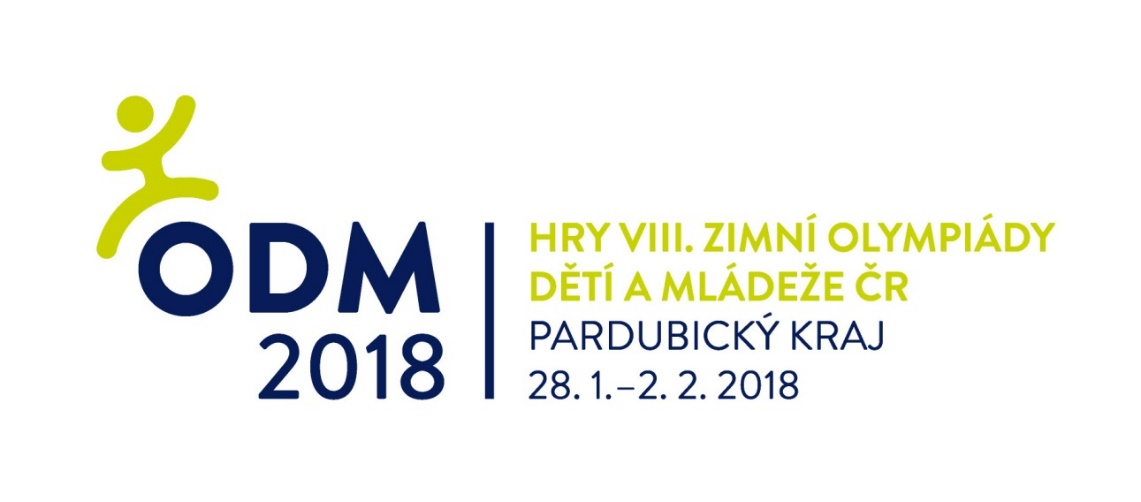 ODM
2018
HRY VIII. ZIMNÍ OLYMPIÁDY
DĚTÍ A MLÁDEŽE ČR
PARDUBICKÝ KRAJ
28. 1.–2. 2. 2018